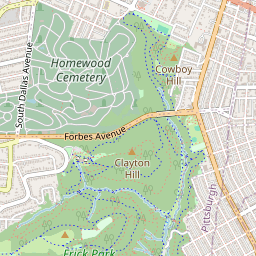 South Dallas Avenue
Homewood
Cemetery
Cowboy
Hill
Forbes Avenue
Clayton
Hill
Pittsburgh
Frick Park